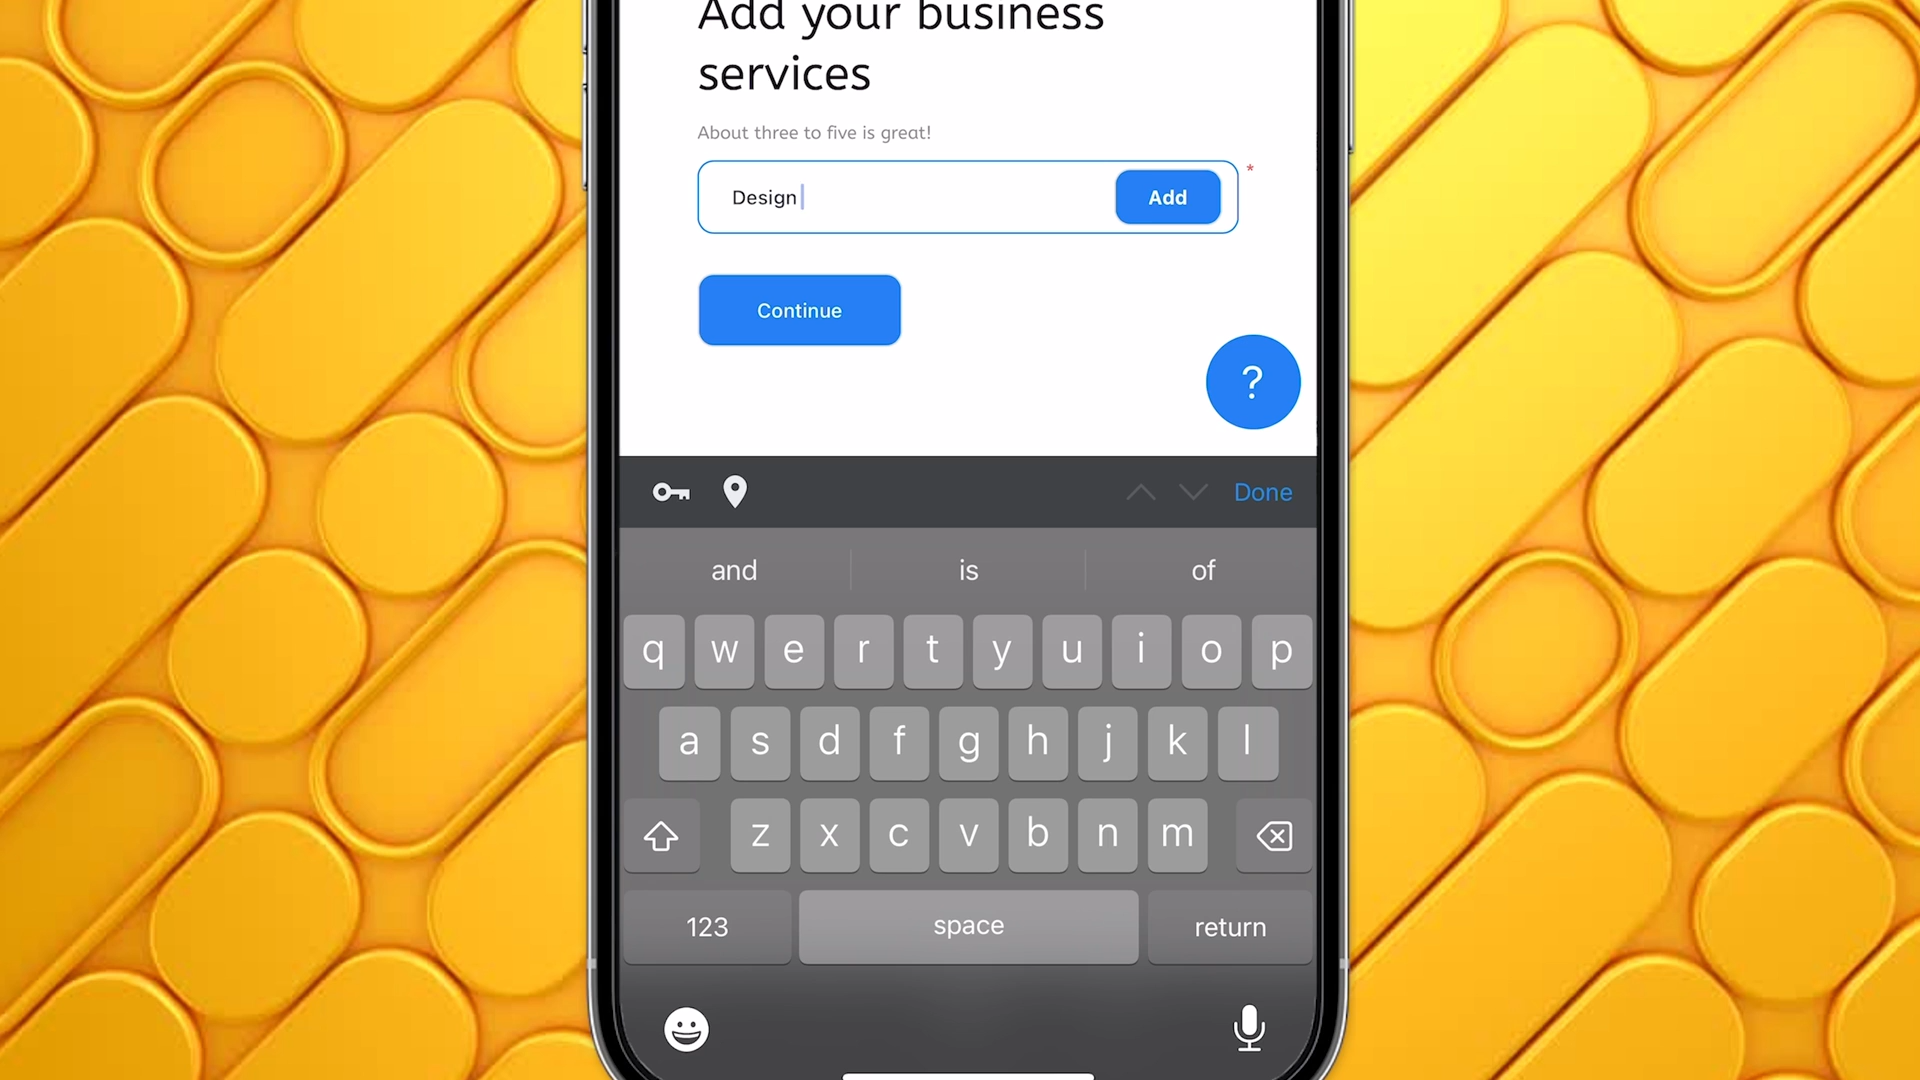 Add your business
services
About three to five is great!
Design
Add
*
Continue
?
Done
and is of
q w e r t y u i o p
a s d f g h j k l
z x c v b n m
123 space return